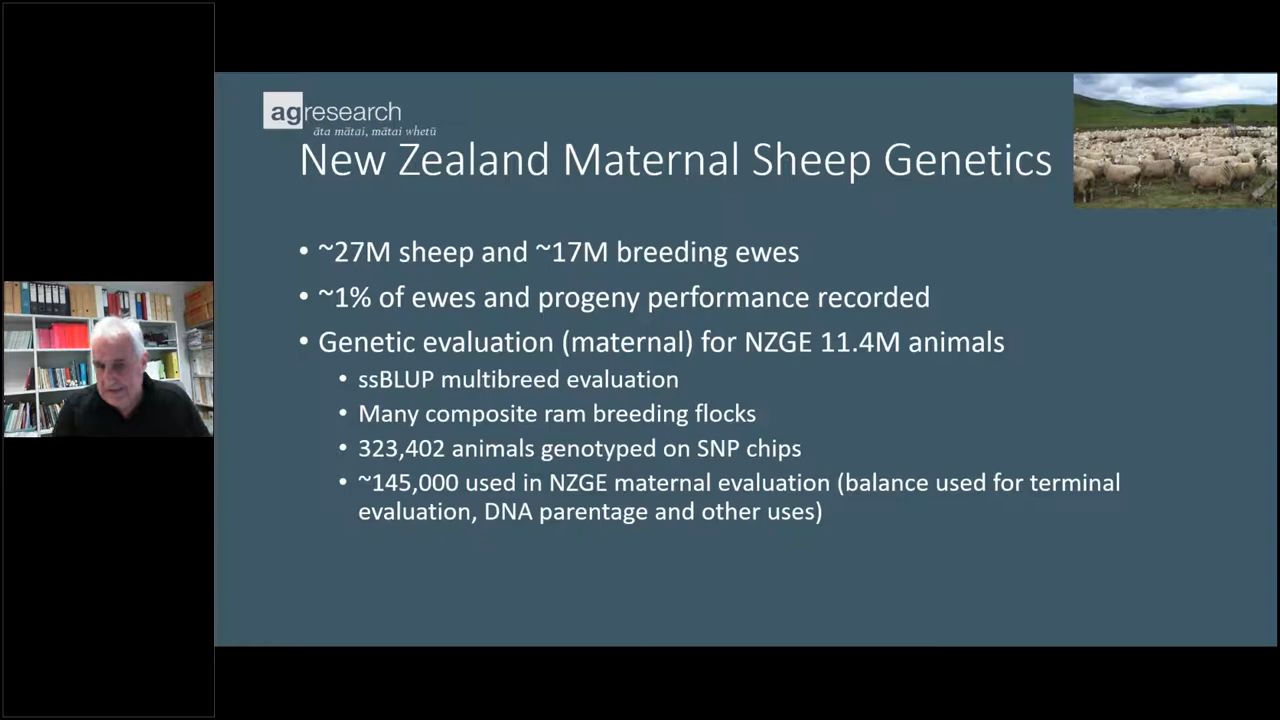 agresearch
āta mātai, mātai whetū
New Zealand Maternal Sheep Genetics
• ~27M sheep and ~17M breeding ewes
• ~1% of ewes and progeny performance recorded
• Genetic evaluation (maternal) for NZGE 11.4M animals
• ssBLUP multibreed evaluation
• Many composite ram breeding flocks
• 323,402 animals genotyped on SNP chips
• ~145,000 used in NZGE maternal evaluation (balance used for terminal
evaluation, DNA parentage and other uses)